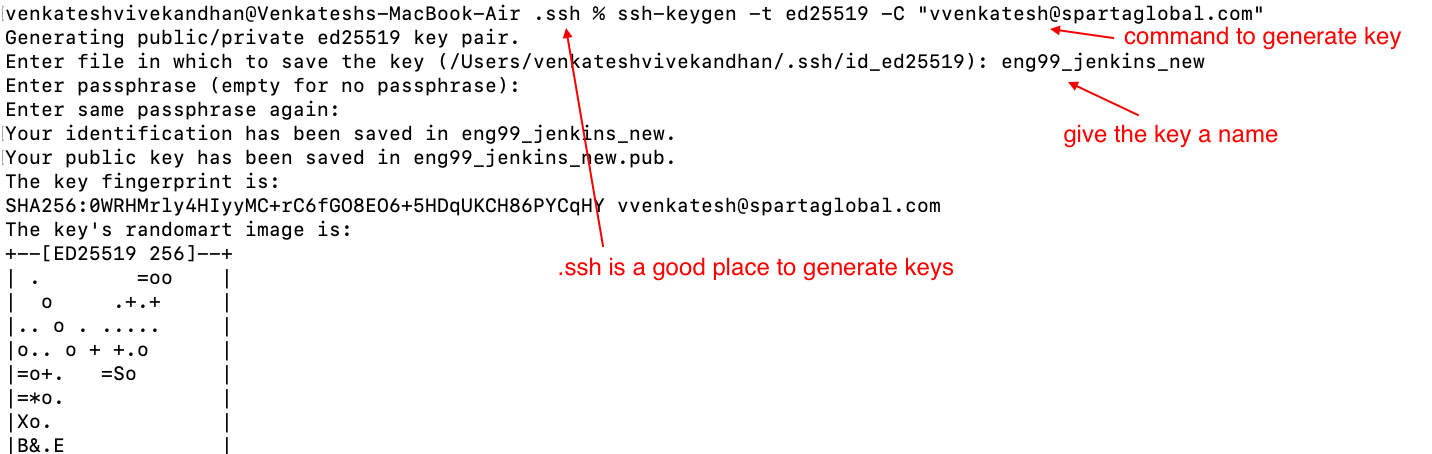 venkateshvivekandhan@Venkateshs-MacBook-Air .ssh % ssh-keygen -t ed25519 -C "vvenkatesh@spartaglobal.com"
command to generate key
Generating public/private ed25519 key pair.
Enter file in which to save the key (/Users/venkateshvivekandhan/.ssh/id_ed25519): eng99_jenkins_new
Enter passphrase (empty for no passphrase):
Enter same passphrase again:
give the key a name
Your identification has been saved in eng99_jenkins_new.
Your public key has been saved in eng99_jenkins_new.pub.
The key fingerprint is:
SHA256:0WRHMrly4HIyyMC+rC6fGO8EO6+5HDqUKCH86PYCqHY vvenkatesh@spartaglobal.com
The key's randomart image is:
.ssh is a good place to generate keys
+--[ED25519 256]--+
| .        =oo    |
|  o     .+.+     |
|.. o . .....     |
|o.. o + +.o      |
|=o+.   =So       |
|=*o.             |
|Xo.              |
|B&.E             |